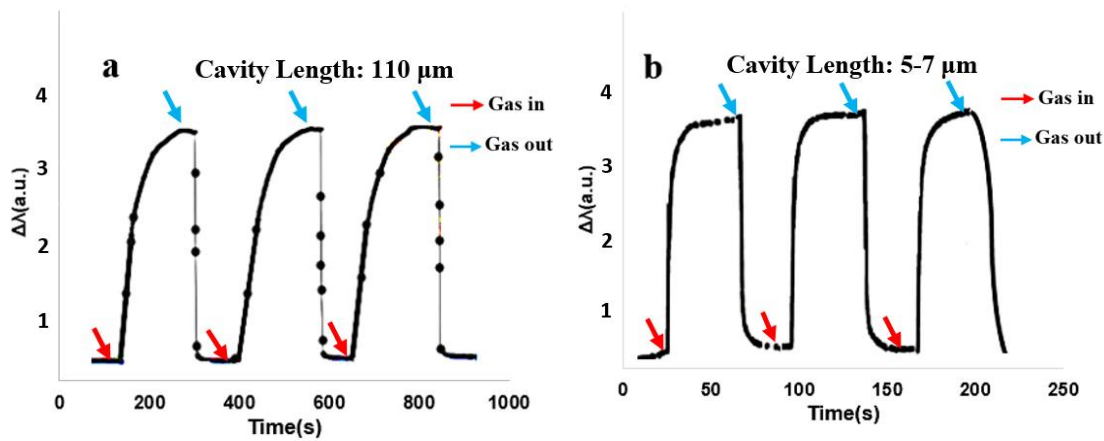 a
Cavity Length: 110 µm
Gas in
Gas out
4
3
2
1
Δλ(a.u.)
0 200 400 600 800 1000
Time(s)
b
Cavity Length: 5-7 µm
Gas in
Gas out
4
3
2
1
Δλ(a.u.)
0 50 100 150 200 250
Time(s)